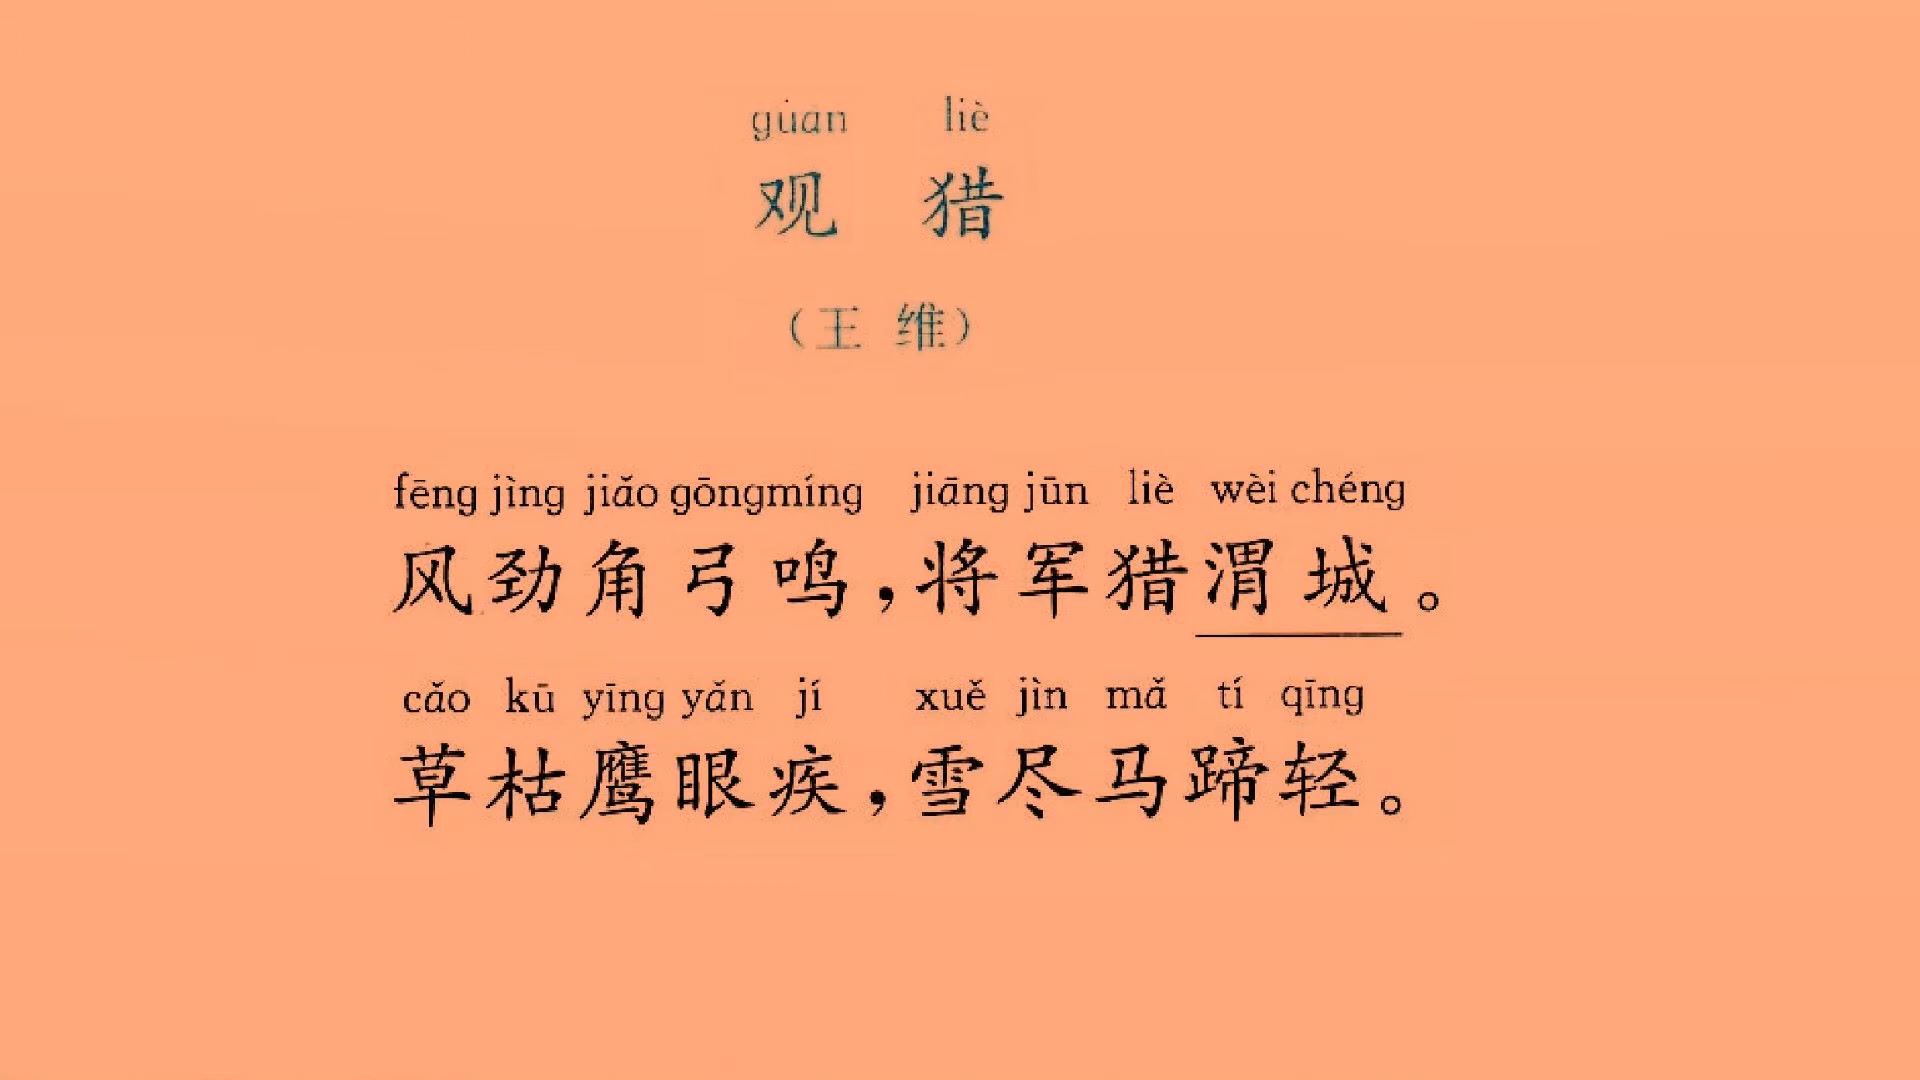 guan liè
观 猎
（王 维）
fēng jìng jiǎo gōngmíng jiāng jūn liè wèi chéng
风劲角弓鸣，将军猎渭城。
cǎo kū yīng yǎn jí xuě jìn mǎ tí qīng
草枯鹰眼疾，雪尽马蹄轻。